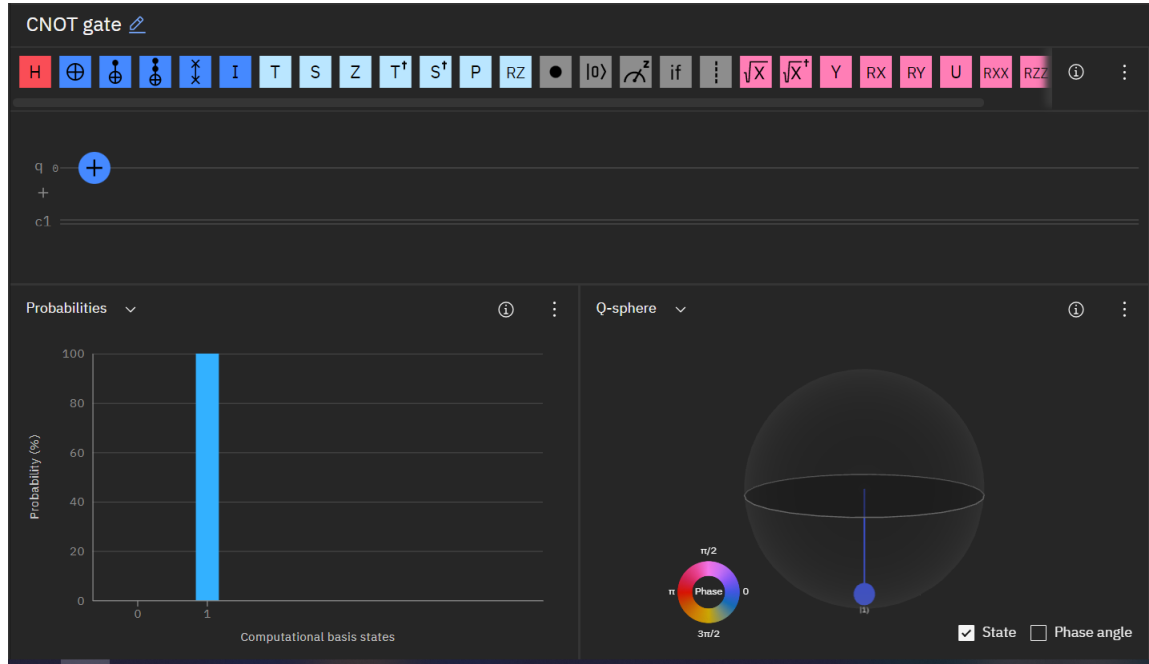 CNOT gate
H T S Z T† S† P RZ |0⟩ z if √X √X† Y RX RY U RXX RZZ
I
q 0
+
c1
Probabilities
Q-sphere
Probability (%)
100
80
60
40
20
0
0 1
Computational basis states
π/2
π Phase 0
3π/2
|1⟩
State Phase angle